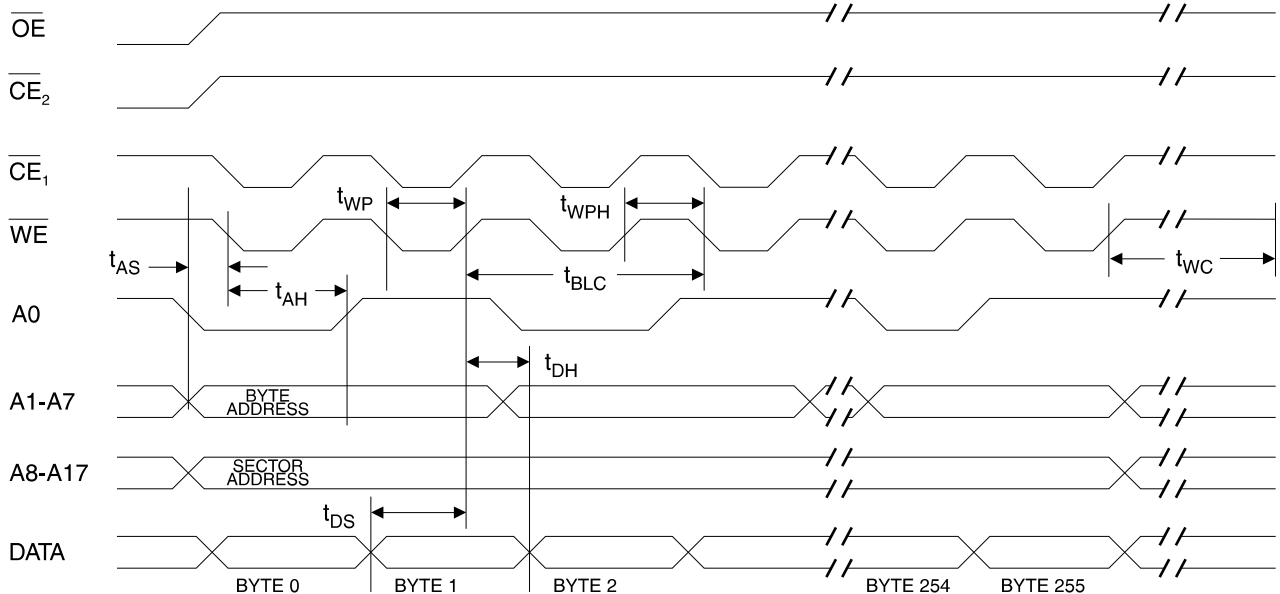 OE
CE₂
CE₁
tWP
tWPH
WE
tAS
tAH
tBLC
tWC
A0
tDH
A1-A7
BYTE
ADDRESS
A8-A17
SECTOR
ADDRESS
tDS
DATA
BYTE 0
BYTE 1
BYTE 2
BYTE 254
BYTE 255